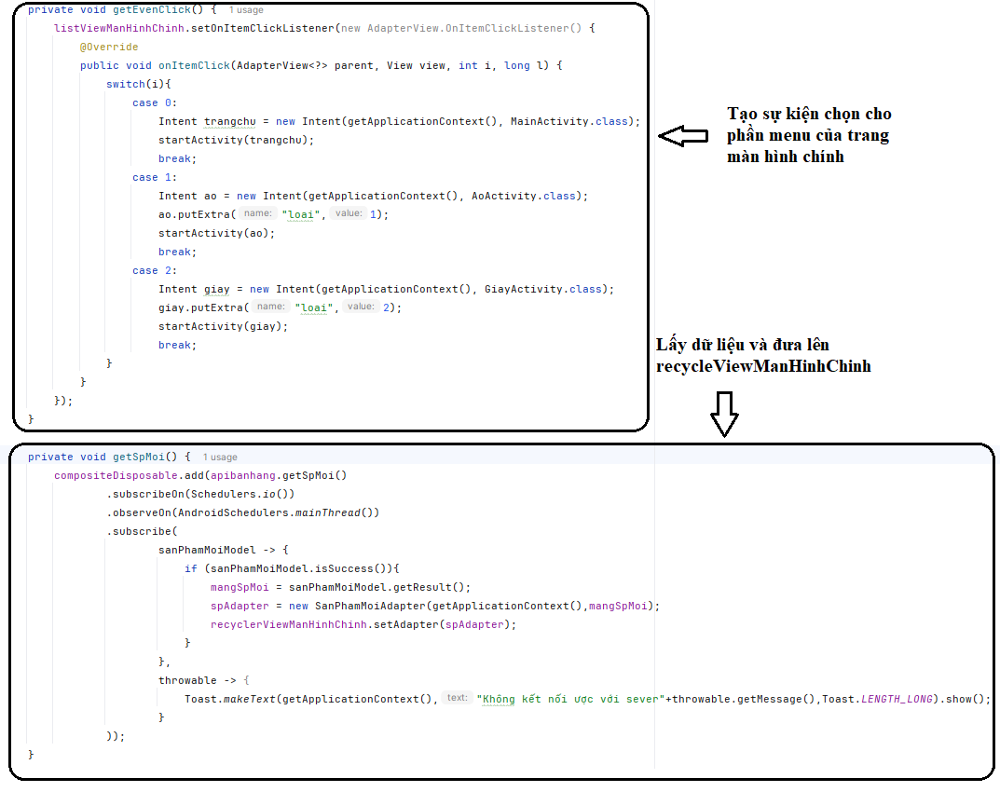 private void getEvenClick() { 1 usage
listViewManHinhChinh.setOnItemClickListener(new AdapterView.OnItemClickListener() {
@Override
public void onItemClick(AdapterView<?> parent, View view, int i, long l) {
switch(i){
case 0:
Intent trangchu = new Intent(getApplicationContext(), MainActivity.class);
startActivity(trangchu);
break;
case 1:
Intent ao = new Intent(getApplicationContext(), AoActivity.class);
ao.putExtra( name: "loai", value: 1);
startActivity(ao);
break;
case 2:
Intent giay = new Intent(getApplicationContext(), GiayActivity.class);
giay.putExtra( name: "loai", value: 2);
startActivity(giay);
break;
}
}
});
}
Tạo sự kiện chọn cho
phần menu của trang
màn hình chính
Lấy dữ liệu và đưa lên
recycleViewManHinhChinh
private void getSpMoi() { 1 usage
compositeDisposable.add(apibanhang.getSpMoi()
.subscribeOn(Schedulers.io())
.observeOn(AndroidSchedulers.mainThread())
.subscribe(
sanPhamMoiModel -> {
if (sanPhamMoiModel.isSuccess()){
mangSpMoi = sanPhamMoiModel.getResult();
spAdapter = new SanPhamMoiAdapter(getApplicationContext(),mangSpMoi);
recyclerViewManHinhChinh.setAdapter(spAdapter);
}
},
throwable -> {
Toast.makeText(getApplicationContext(), text: "Không kết nối ược với sever"+throwable.getMessage(),Toast.LENGTH_LONG).show();
}
));
}